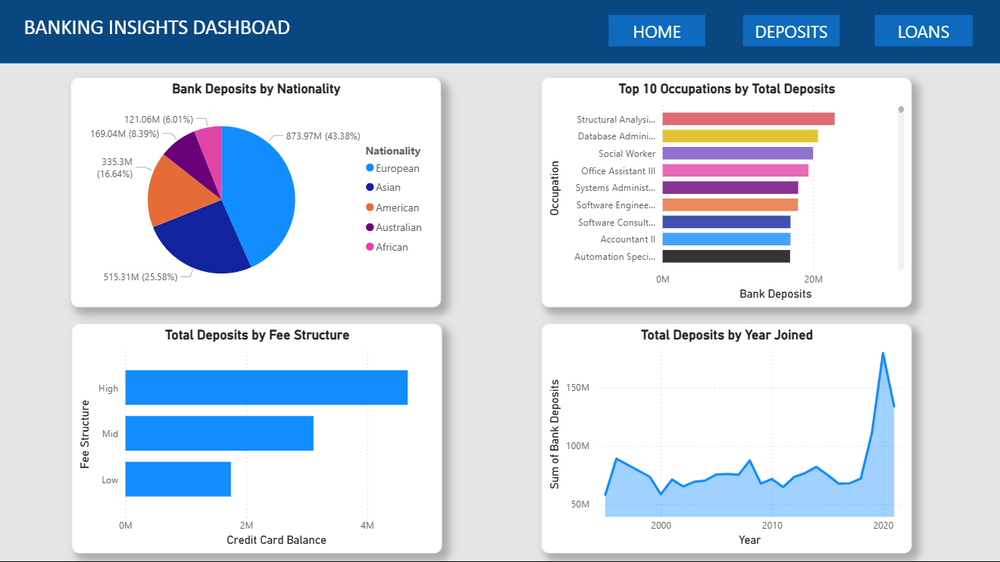 BANKING INSIGHTS DASHBOAD
HOME
DEPOSITS
LOANS
Bank Deposits by Nationality
121.06M (6.01%)
169.04M (8.39%)
335.3M
(16.64%)
515.31M (25.58%)
873.97M (43.38%)
Nationality
European
Asian
American
Australian
African
Top 10 Occupations by Total Deposits
Occupation
Structural Analysi...
Database Admini...
Social Worker
Office Assistant III
Systems Administ...
Software Enginee...
Software Consult...
Accountant II
Automation Speci...
0M
20M
Bank Deposits
Total Deposits by Fee Structure
Fee Structure
High
Mid
Low
0M
2M
4M
Credit Card Balance
Total Deposits by Year Joined
Sum of Bank Deposits
150M
100M
50M
2000
2010
2020
Year